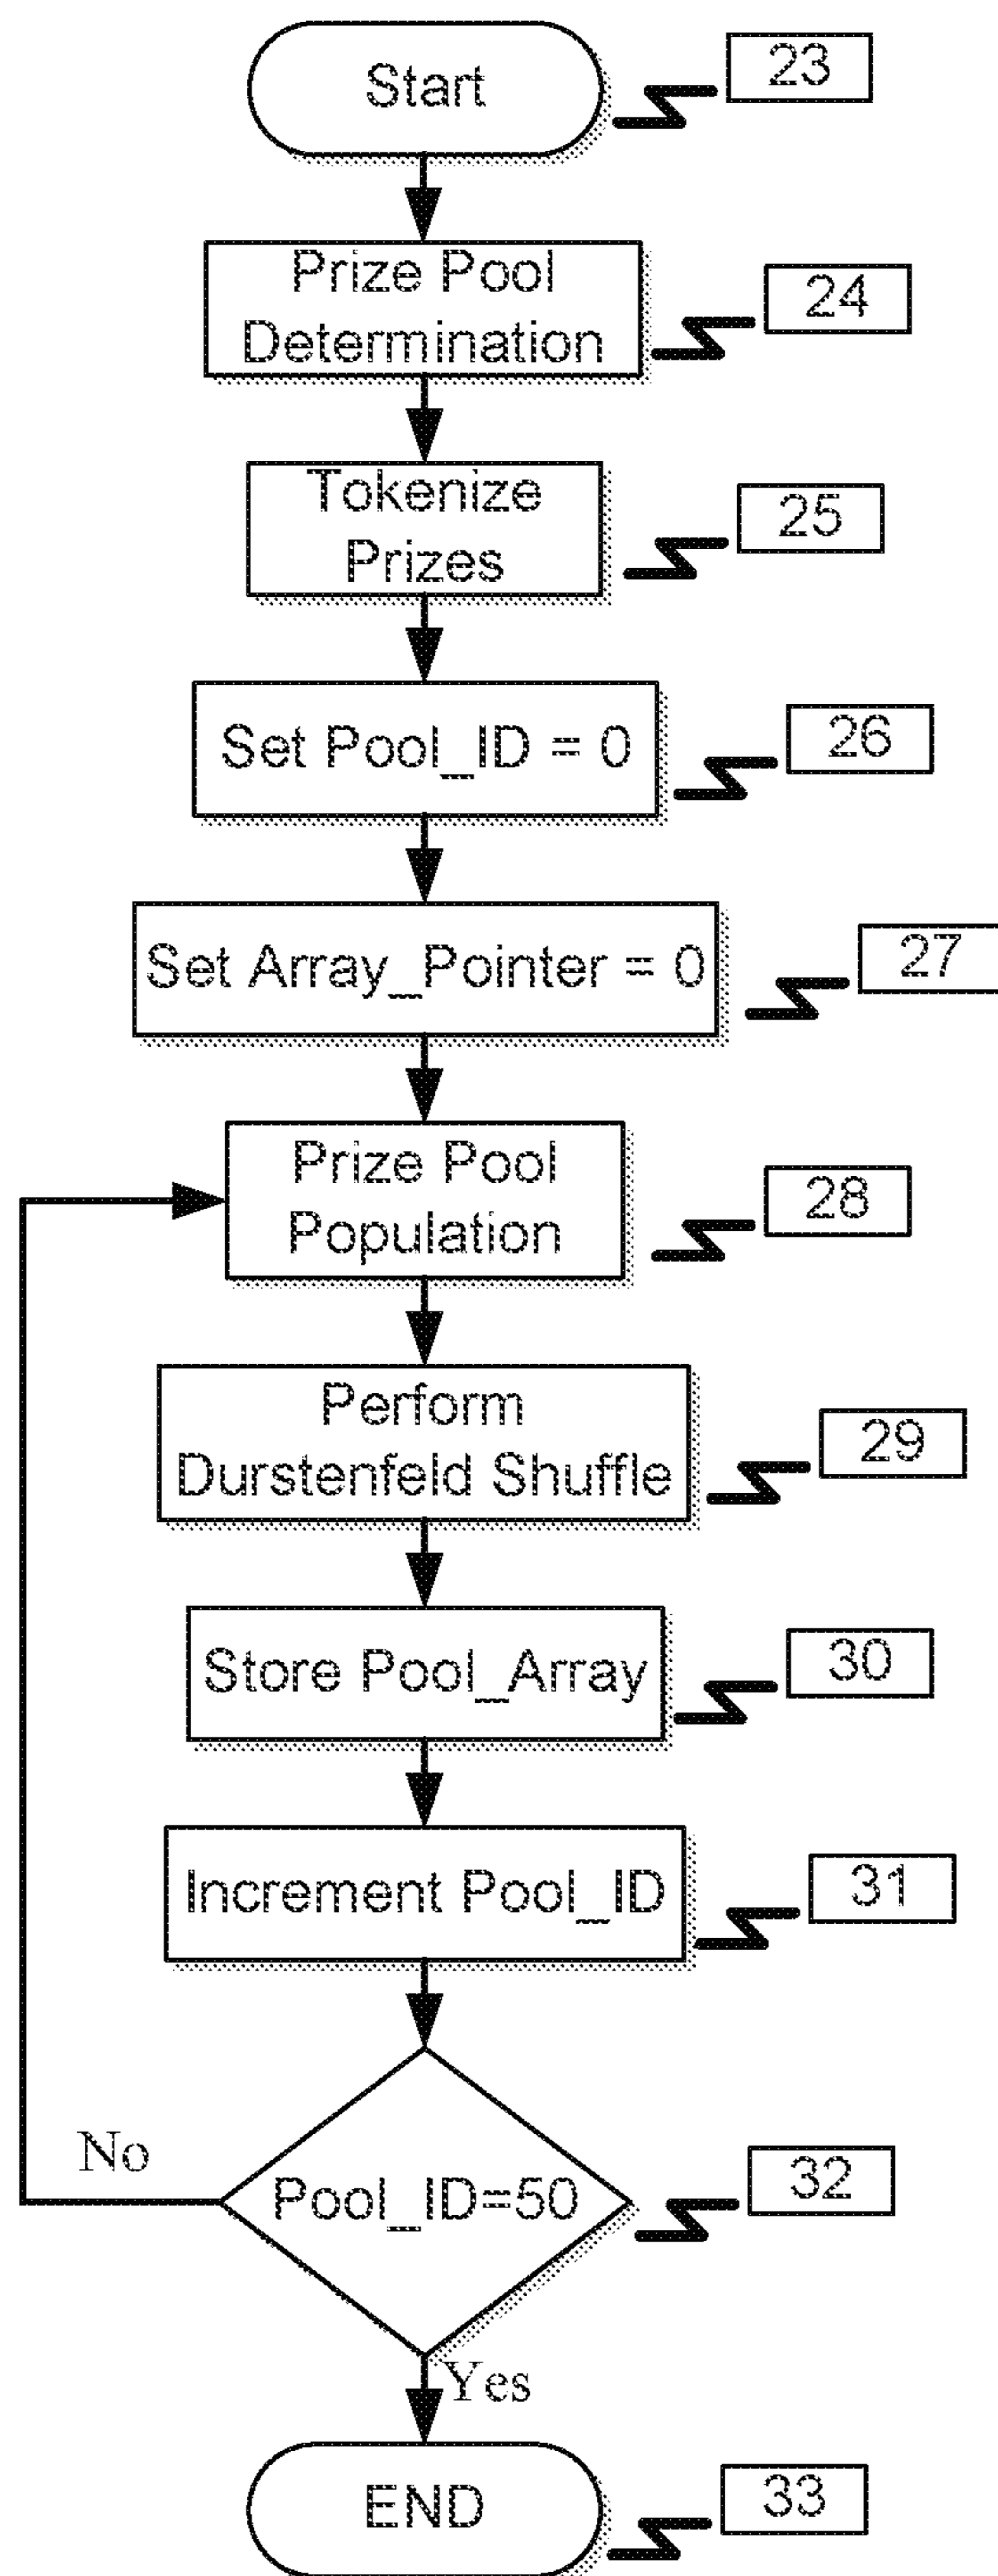 Start
23
Prize Pool
Determination
24
Tokenize
Prizes
25
Set Pool_ID = 0
26
Set Array_Pointer = 0
27
Prize Pool
Population
28
Perform
Durstenfeld Shuffle
29
Store Pool_Array
30
Increment Pool_ID
31
No
Pool_ID=50
32
Yes
END
33